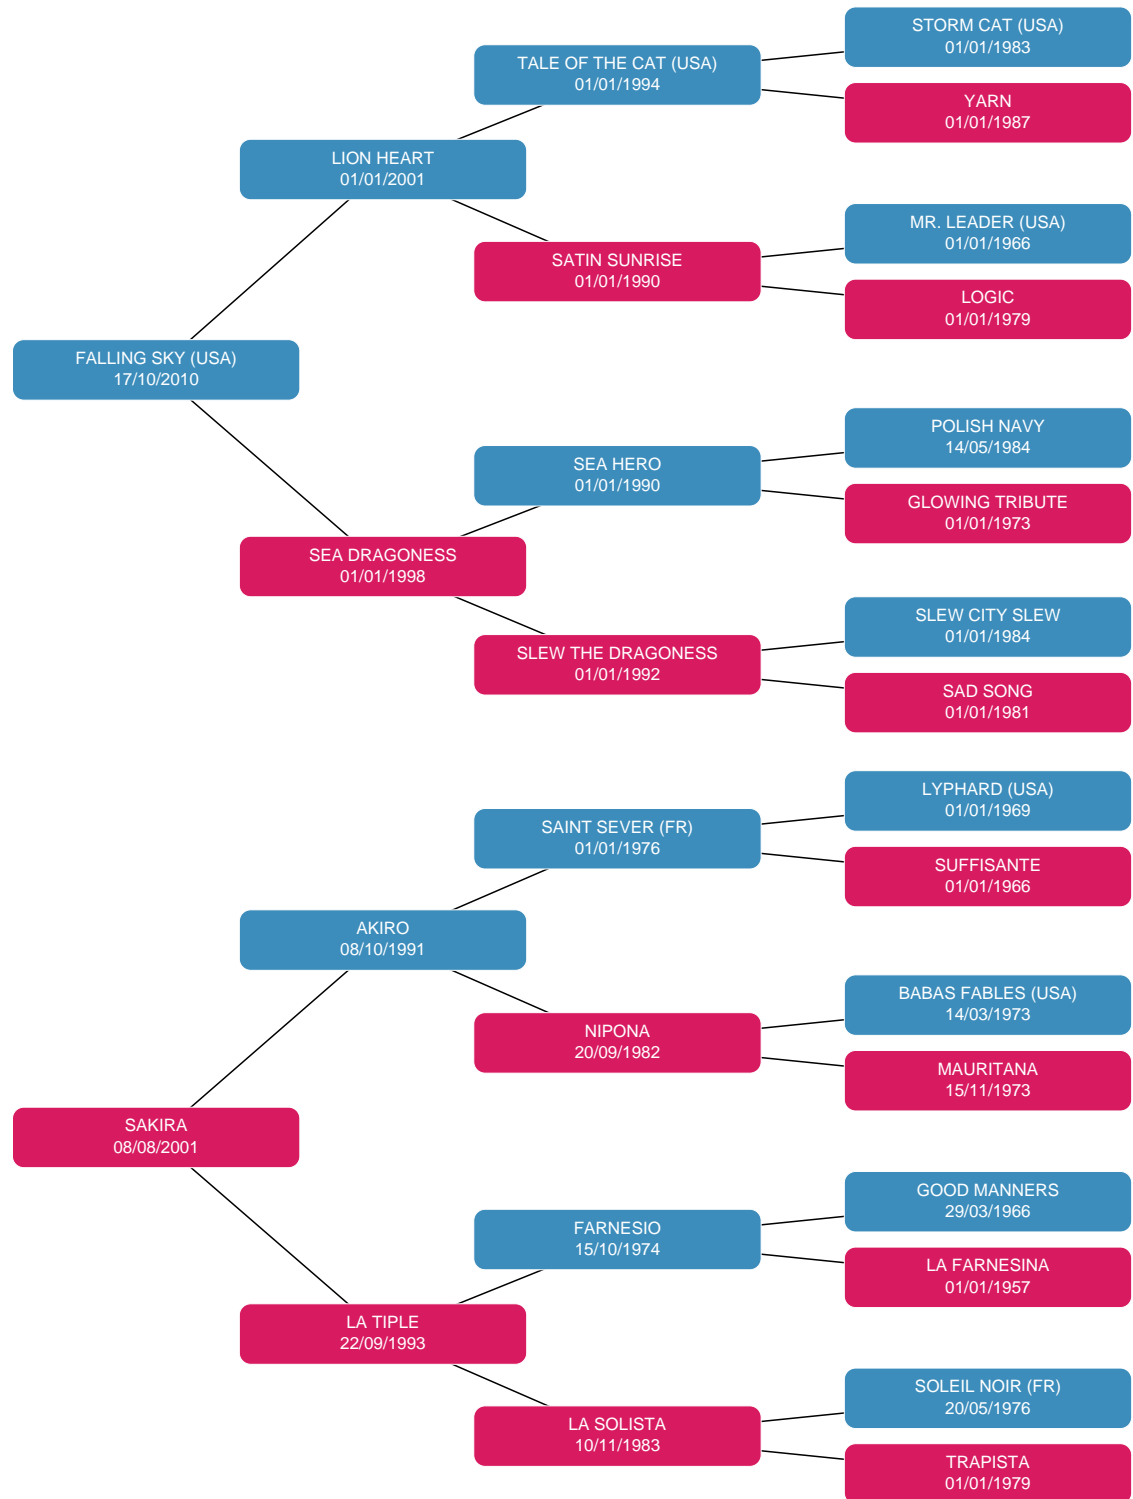 STORM CAT (USA)
01/01/1983
TALE OF THE CAT (USA)
01/01/1994
YARN
01/01/1987
LION HEART
01/01/2001
MR. LEADER (USA)
01/01/1966
SATIN SUNRISE
01/01/1990
LOGIC
01/01/1979
FALLING SKY (USA)
17/10/2010
POLISH NAVY
14/05/1984
SEA HERO
01/01/1990
GLOWING TRIBUTE
01/01/1973
SEA DRAGONESS
01/01/1998
SLEW CITY SLEW
01/01/1984
SLEW THE DRAGONESS
01/01/1992
SAD SONG
01/01/1981
LYPHARD (USA)
01/01/1969
SAINT SEVER (FR)
01/01/1976
SUFFISANTE
01/01/1966
AKIRO
08/10/1991
BABAS FABLES (USA)
14/03/1973
NIPONA
20/09/1982
MAURITANA
15/11/1973
SAKIRA
08/08/2001
GOOD MANNERS
29/03/1966
FARNESIO
15/10/1974
LA FARNESINA
01/01/1957
LA TIPLE
22/09/1993
SOLEIL NOIR (FR)
20/05/1976
LA SOLISTA
10/11/1983
TRAPISTA
01/01/1979